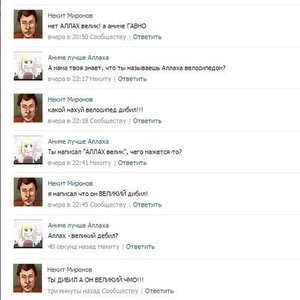 Некит Миронов
нет АЛЛАХ велик! а аниме ГАВНО
вчера в 20:50 Сообществу | Ответить
Аниме лучше Аллаха
А мама твоя знает, что ты называешь Аллаха велосипедом?
вчера в 22:17 Некиту | Ответить
Некит Миронов
какой нахуй велосипед дибил!!!
вчера в 22:18 Сообществу | Ответить
Аниме лучше Аллаха
Ты написал "АЛЛАХ велик", чего нажется-то?
вчера в 22:41 Некиту | Ответить
Некит Миронов
я написал что он ВЕЛИКИЙ дибил!
вчера в 22:45 Сообществу | Ответить
Аниме лучше Аллаха
Аллах - великий дебил?
40 секунд назад Некиту | Ответить
Некит Миронов
ТЫ ДИБИЛ А ОН ВЕЛИКИЙ ЧМО!!!
три минуты назад Сообществу | Ответить